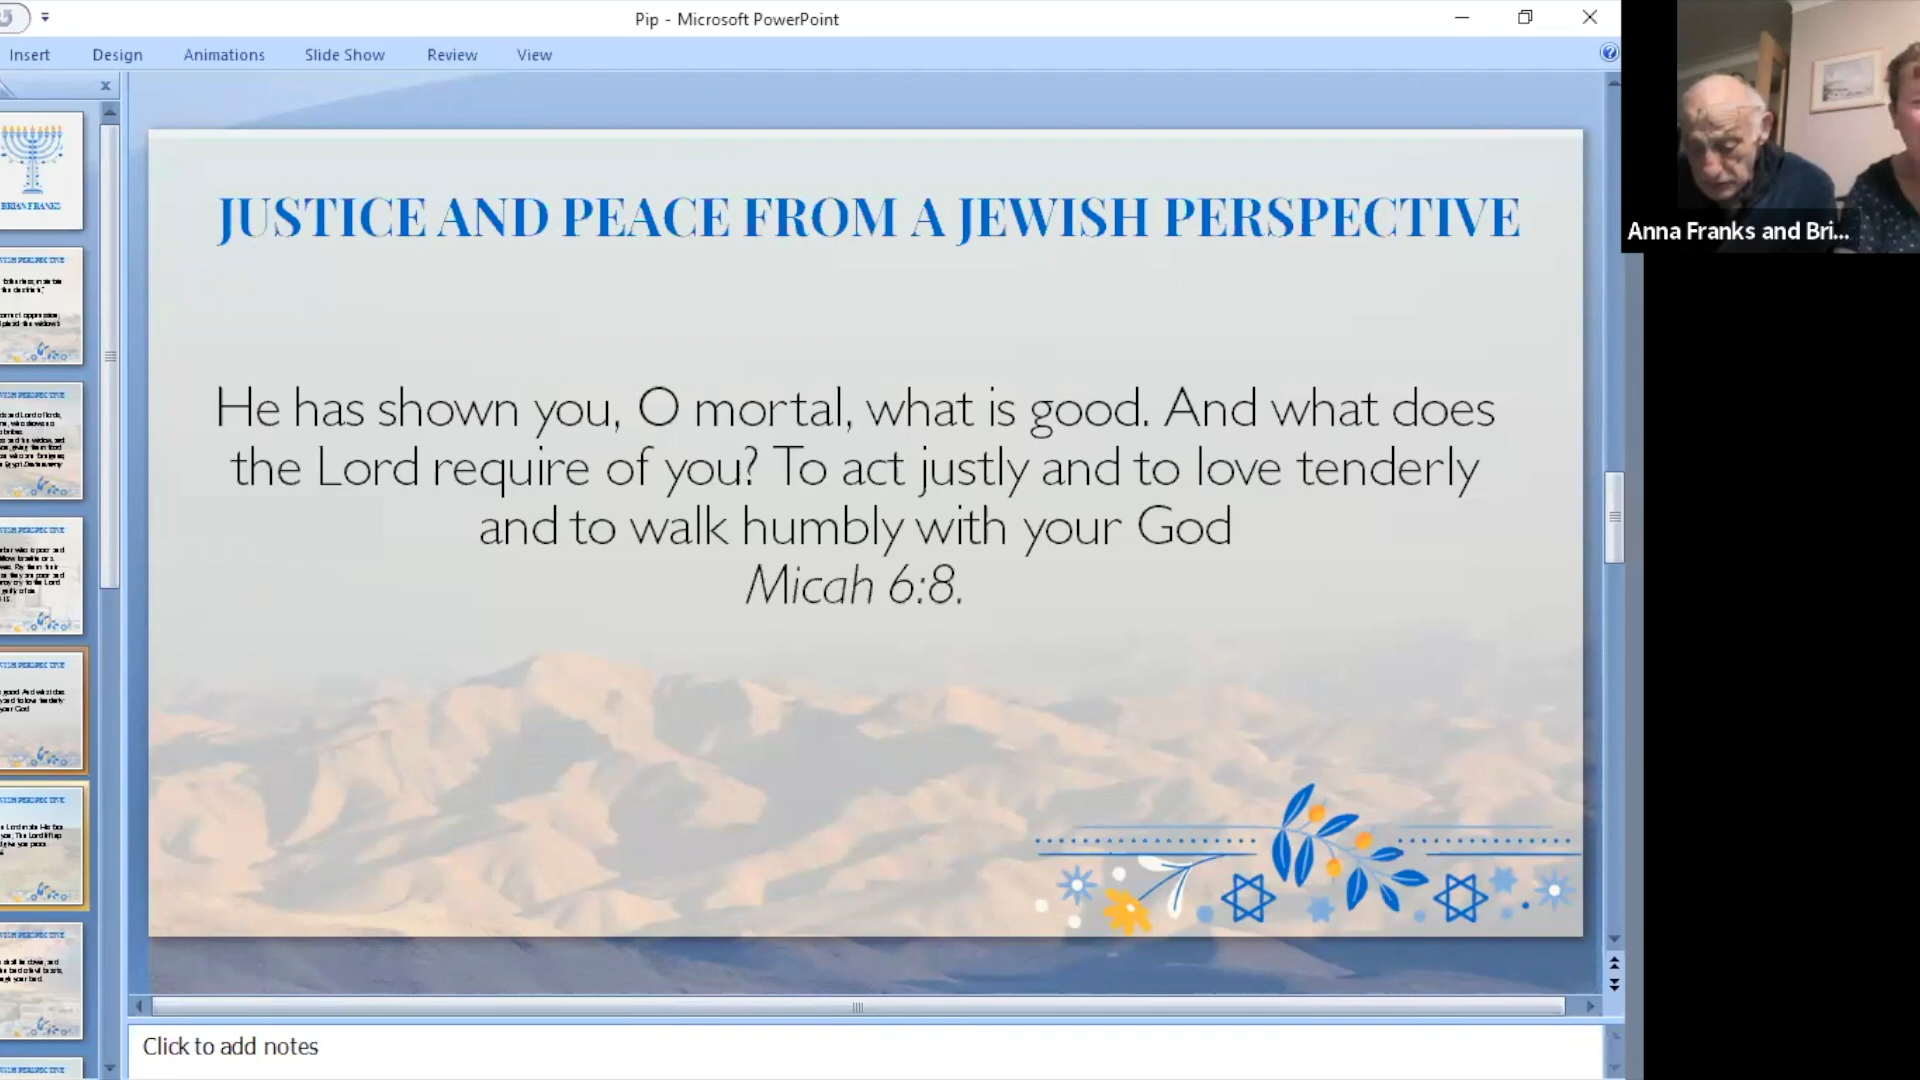 Pip - Microsoft PowerPoint
Insert Design Animations Slide Show Review View
BRIAN FRANKS
JUSTICE AND PEACE FROM A JEWISH PERSPECTIVE
He has shown you, O mortal, what is good. And what does
the Lord require of you? To act justly and to love tenderly
and to walk humbly with your God
Micah 6:8.
Click to add notes
Anna Franks and Bri...